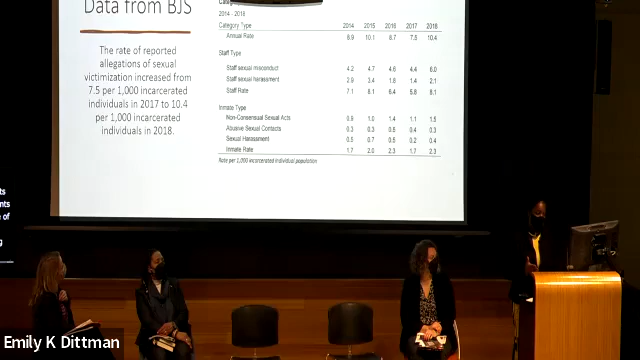 Data from BJS
The rate of reported
allegations of sexual
victimization increased from
7.5 per 1,000 incarcerated
individuals in 2017 to 10.4
per 1,000 incarcerated
individuals in 2018.
2014 - 2018
Category Type 2014 2015 2016 2017 2018
Annual Rate 8.9 10.1 8.7 7.5 10.4
Staff Type
Staff sexual misconduct 4.2 4.7 4.6 4.4 6.0
Staff sexual harassment 2.9 3.4 1.8 1.4 2.1
Staff Rate 7.1 8.1 6.4 5.8 8.1
Inmate Type
Non-Consensual Sexual Acts 0.9 1.0 1.4 1.1 1.5
Abusive Sexual Contacts 0.3 0.3 0.5 0.4 0.3
Sexual Harassment 0.5 0.7 0.5 0.2 0.4
Inmate Rate 1.7 2.0 2.3 1.7 2.3
Rate per 1,000 incarcerated individual population
of
Emily K Dittman